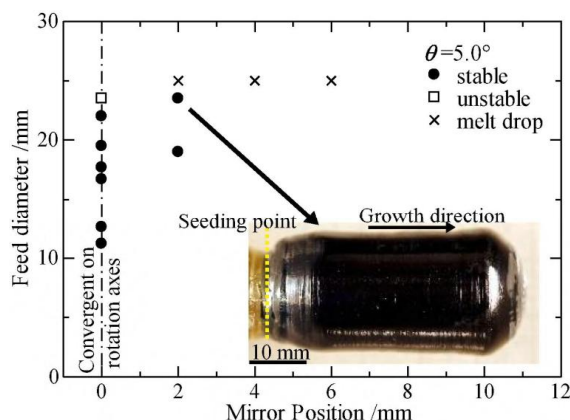 30
20
10
0
Feed diameter /mm
θ=5.0°
● stable
□ unstable
× melt drop
Seeding point
Growth direction
10 mm
Convergent on
rotation axes
0 2 4 6 8 10 12
Mirror Position /mm